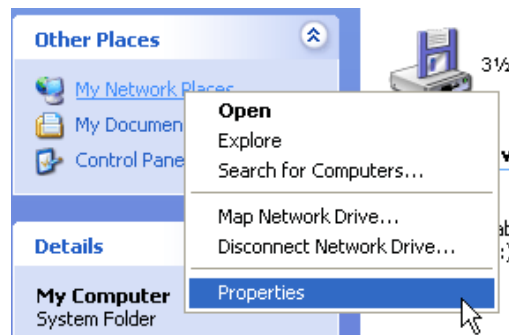 Other Places
3½
My Network Places
My Documen
Control Pane
Open
Explore
Search for Computers...
Map Network Drive...
Disconnect Network Drive...
Properties
Details
My Computer
System Folder